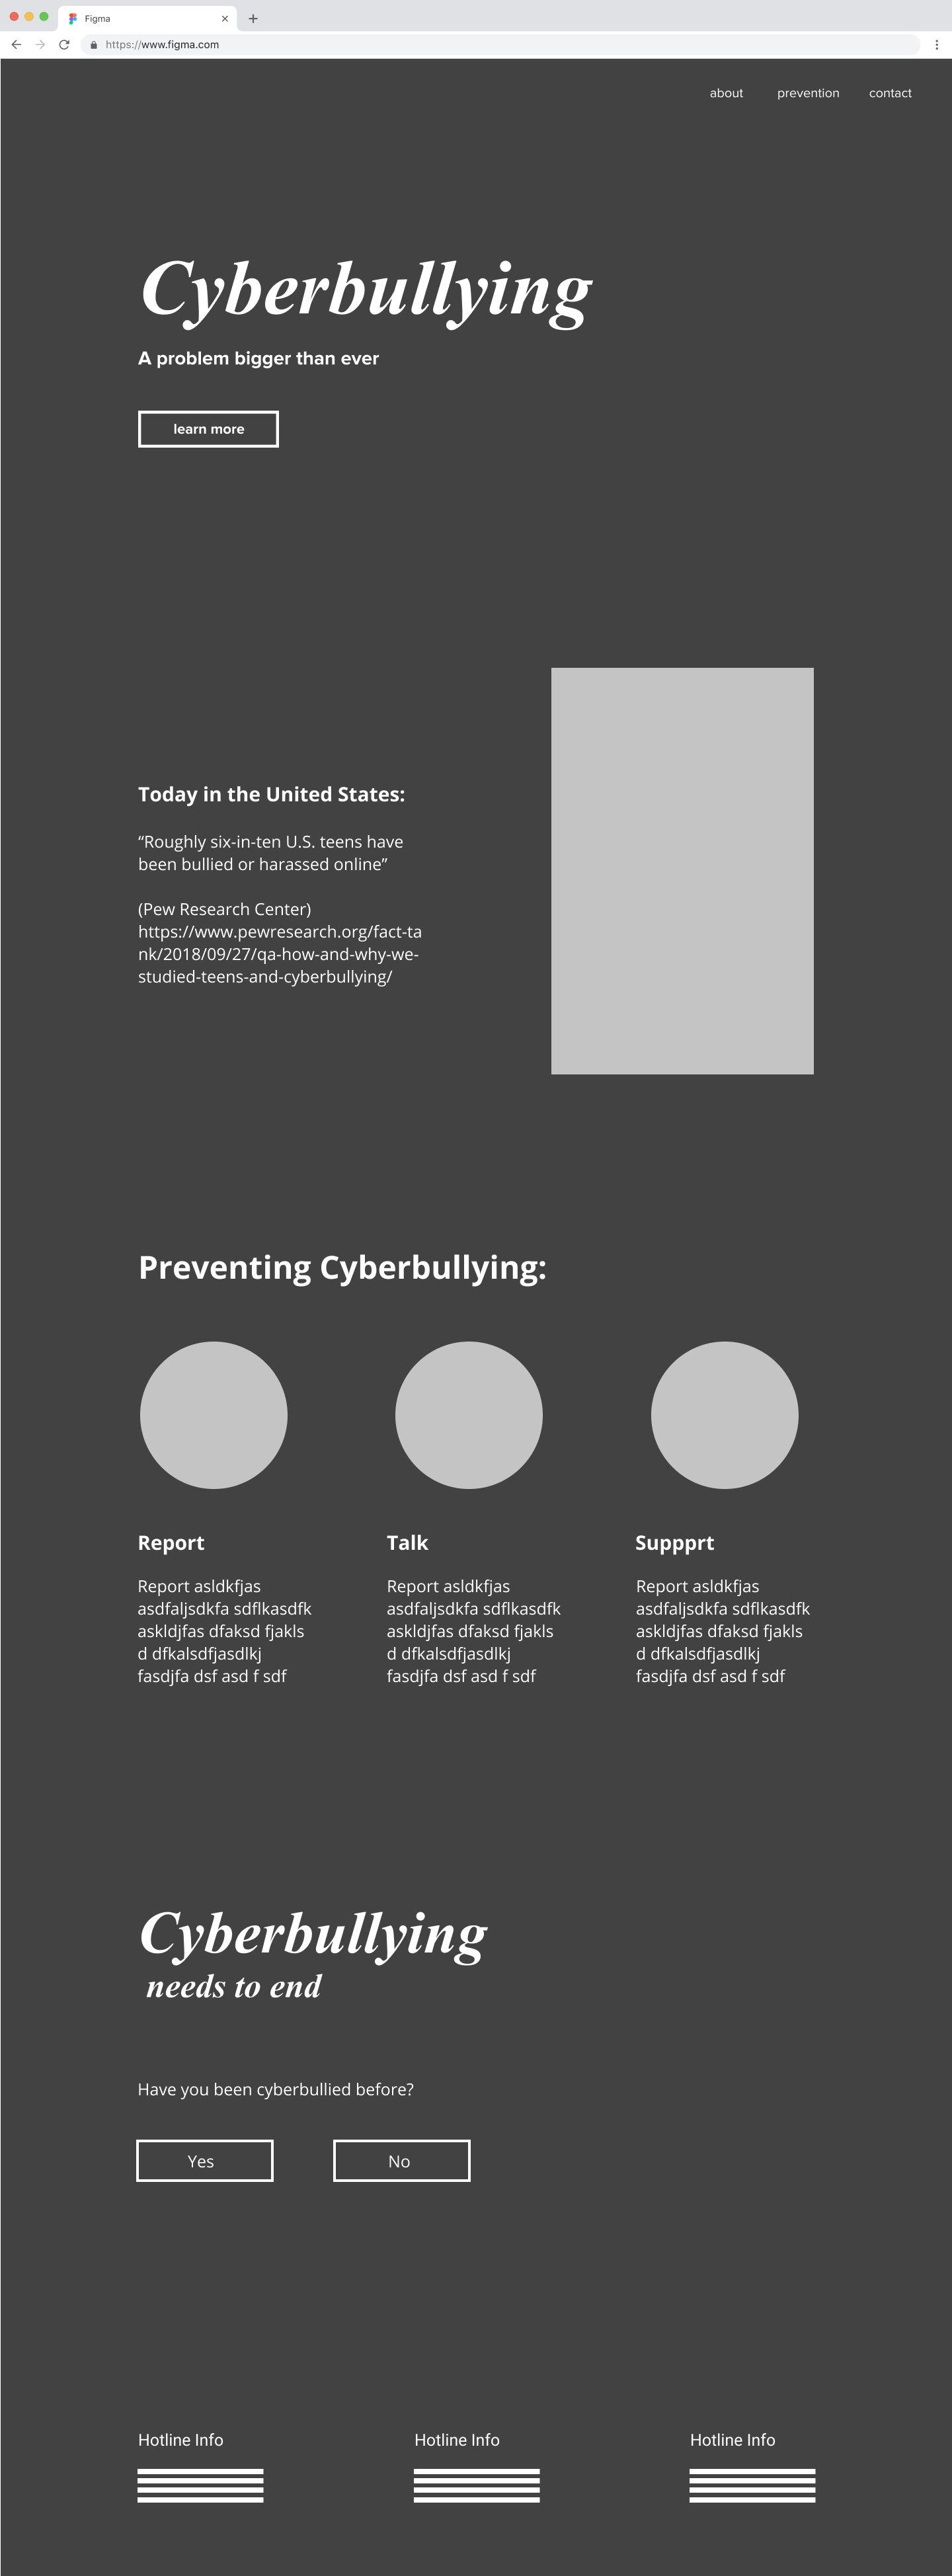 Figma
https://www.figma.com
about prevention contact
Cyberbullying
A problem bigger than ever
learn more
Today in the United States:
“Roughly six-in-ten U.S. teens have
been bullied or harassed online”
(Pew Research Center)
https://www.pewresearch.org/fact-ta
nk/2018/09/27/qa-how-and-why-we-
studied-teens-and-cyberbullying/
Preventing Cyberbullying:
Report
Report asldkfjas
asdfaljsdkfa sdflkasdfk
askldjfas dfaksd fjakls
d dfkalsdfjasdlkj
fasdjfa dsf asd f sdf
Talk
Report asldkfjas
asdfaljsdkfa sdflkasdfk
askldjfas dfaksd fjakls
d dfkalsdfjasdlkj
fasdjfa dsf asd f sdf
Suppprt
Report asldkfjas
asdfaljsdkfa sdflkasdfk
askldjfas dfaksd fjakls
d dfkalsdfjasdlkj
fasdjfa dsf asd f sdf
Cyberbullying
needs to end
Have you been cyberbullied before?
Yes No
Hotline Info Hotline Info Hotline Info